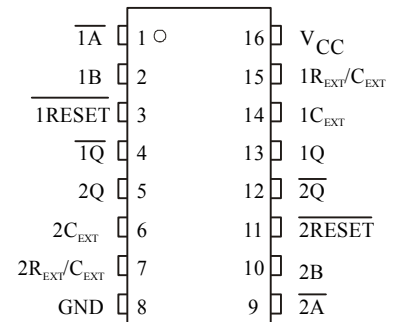 1A 1 16 VCC
1B 2 15 1REXT/CEXT
1RESET 3 14 1CEXT
1Q 4 13 1Q
2Q 5 12 2Q
2CEXT 6 11 2RESET
2REXT/CEXT 7 10 2B
GND 8 9 2A